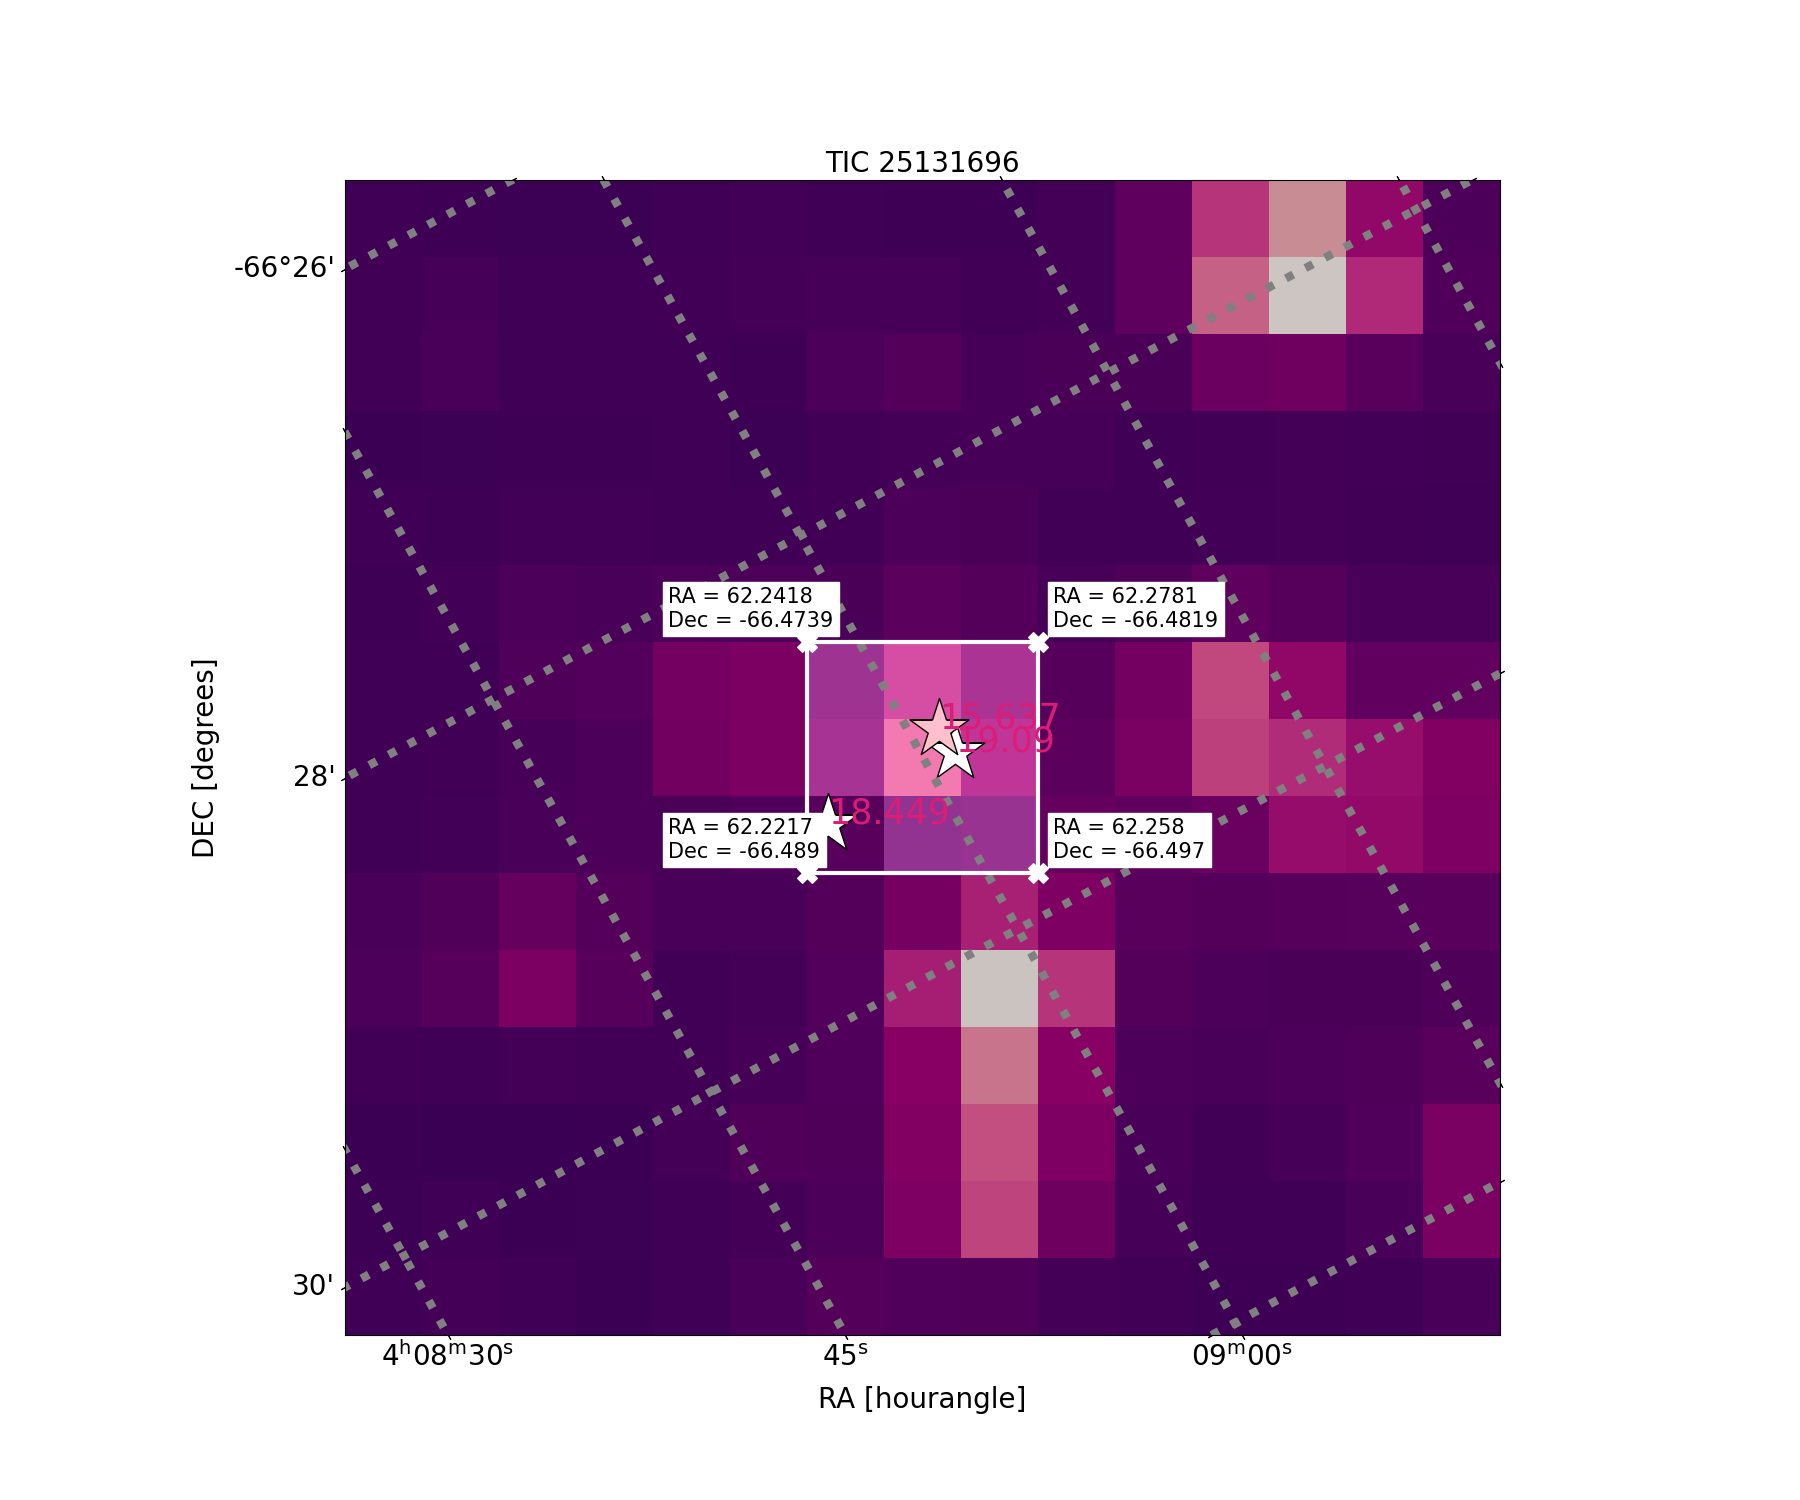 TIC 25131696
-66°26'
RA = 62.2418
Dec = -66.4739
RA = 62.2781
Dec = -66.4819
15.637
19.09
28'
18.449
RA = 62.2217
Dec = -66.489
RA = 62.258
Dec = -66.497
DEC [degrees]
30'
4ʰ08ᵐ30ˢ
45ˢ
09ᵐ00ˢ
RA [hourangle]